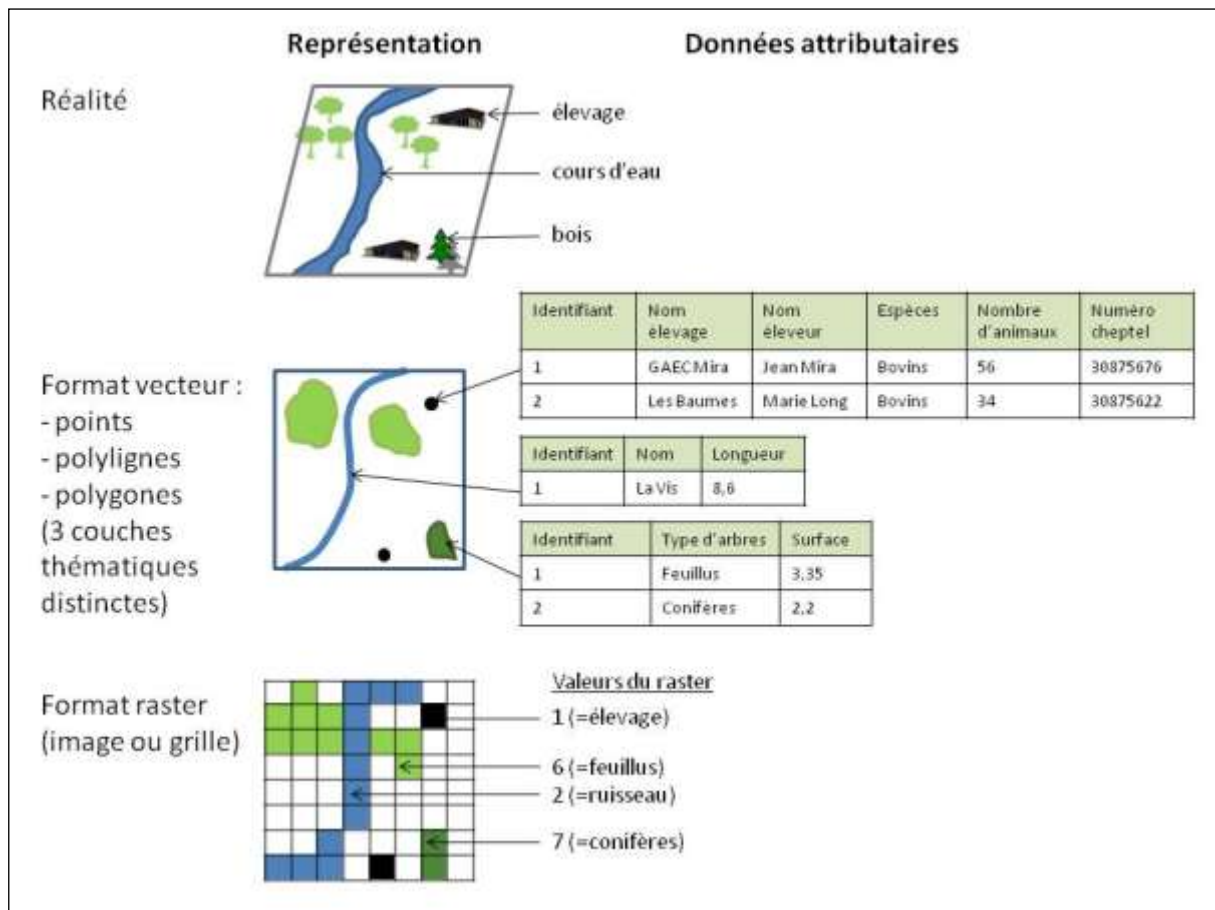 Représentation
Données attributaires
Réalité
élevage
cours d'eau
bois
Format vecteur :
- points
- polylignes
- polygones
(3 couches
thématiques
distinctes)
Identifiant Nom élevage Nom éleveur Espèces Nombre d'animaux Numéro cheptel
1 GAEC Mira Jean Mira Bovins 56 30875676
2 Les Baumes Marie Long Bovins 34 30875622
Identifiant Nom Longueur
1 La Vis 8,6
Identifiant Type d'arbres Surface
1 Feuillus 3,35
2 Conifères 2,2
Format raster
(image ou grille)
Valeurs du raster
1 (=élevage)
6 (=feuillus)
2 (=ruisseau)
7 (=conifères)